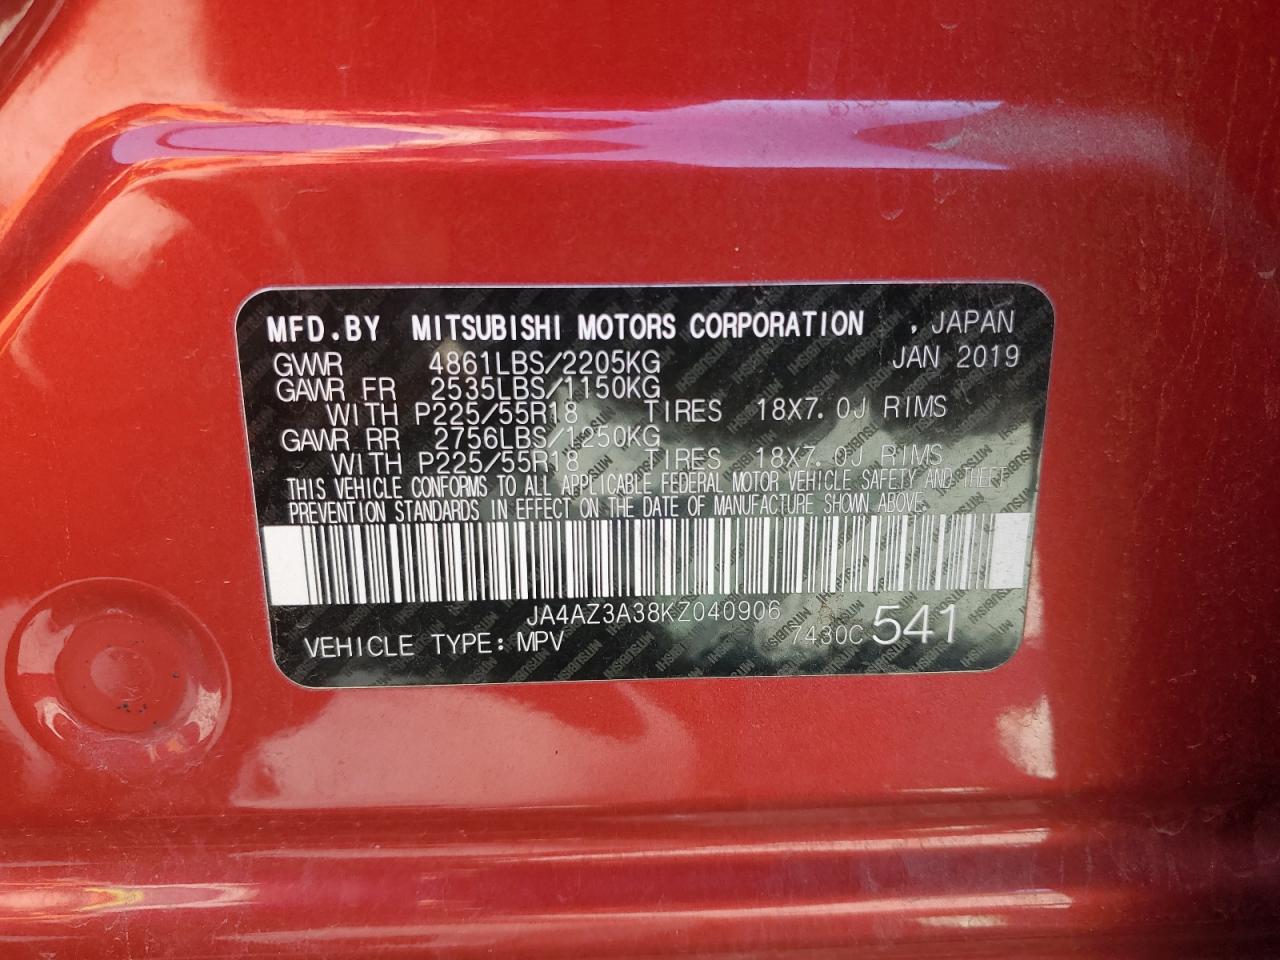 MFD.BY MITSUBISHI MOTORS CORPORATION , JAPAN
GVWR 4861LBS/2205KG JAN 2019
GAWR FR 2535LBS/1150KG
WITH P225/55R18 TIRES 18X7.0J RIMS
GAWR RR 2756LBS/1250KG
WITH P225/55R18 TIRES 18X7.0J RIMS
THIS VEHICLE CONFORMS TO ALL APPLICABLE FEDERAL MOTOR VEHICLE SAFETY AND THEFT
PREVENTION STANDARDS IN EFFECT ON THE DATE OF MANUFACTURE SHOWN ABOVE.
JA4AZ3A38KZ040906
VEHICLE TYPE: MPV 7430C 541